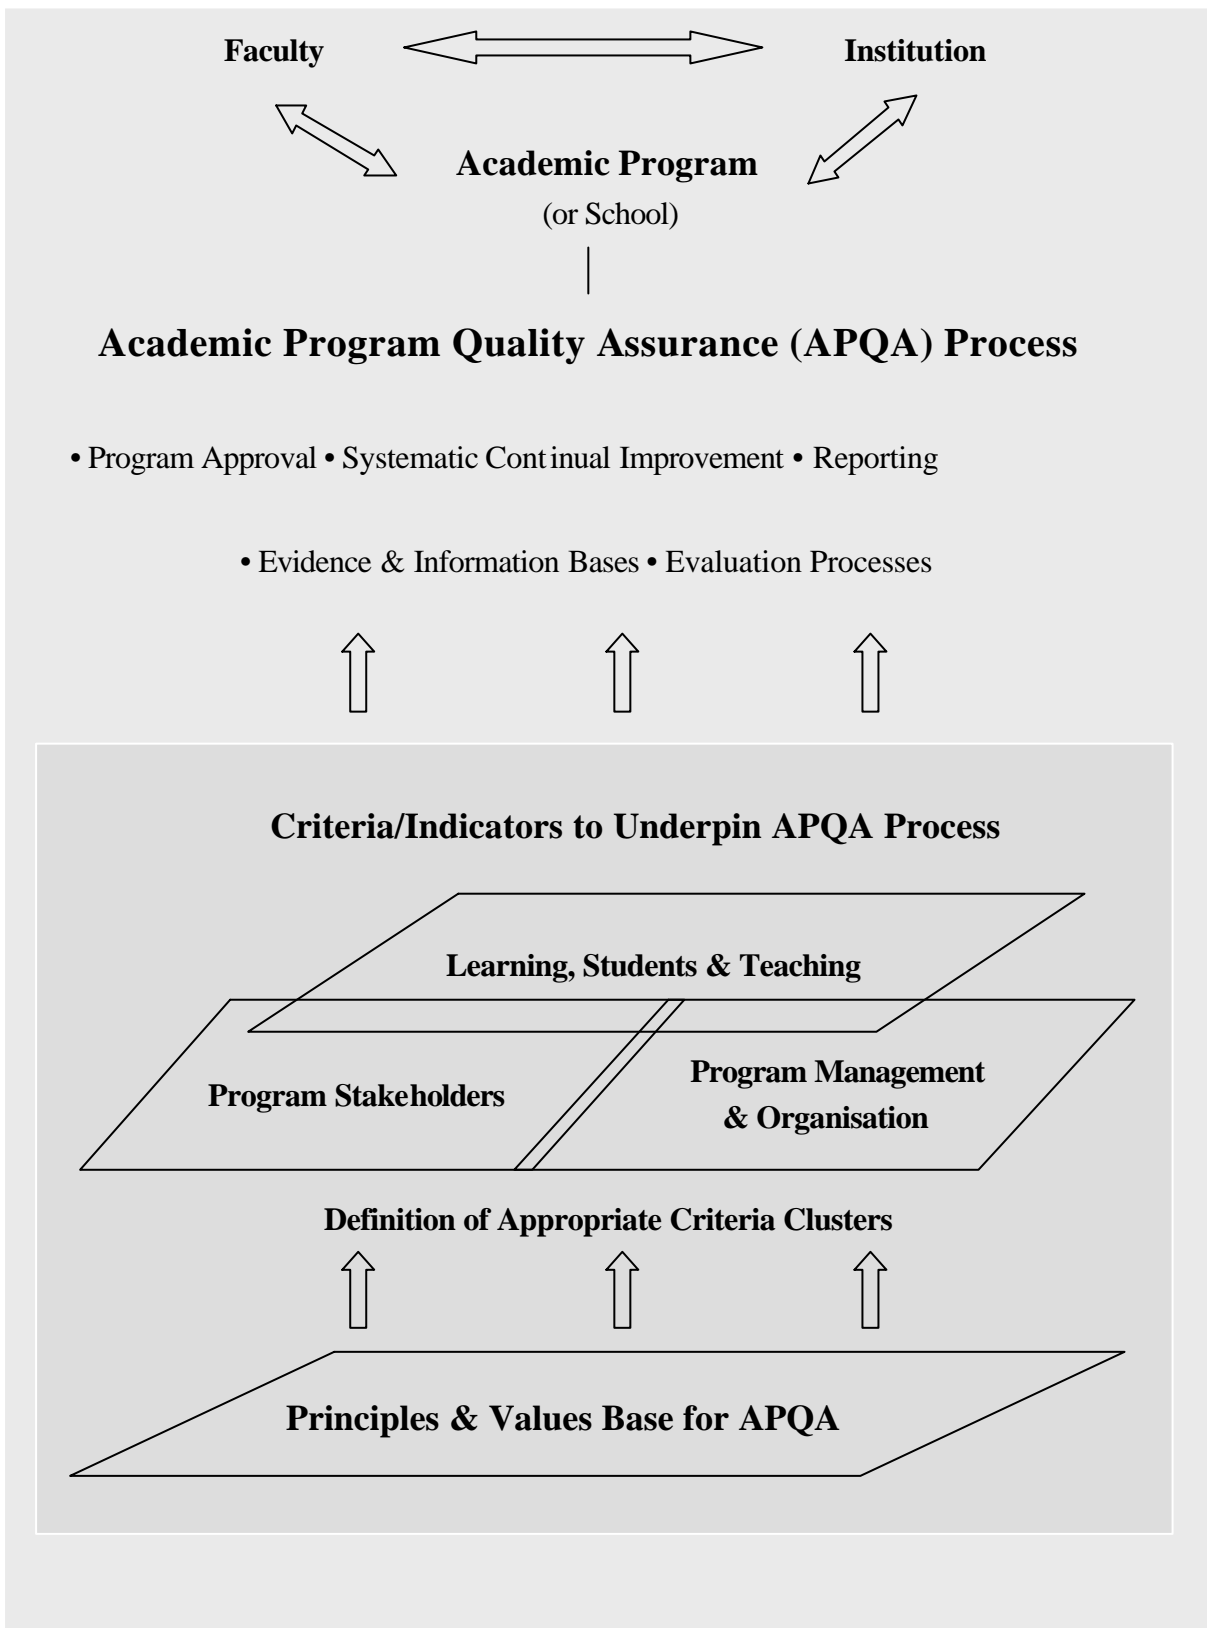 Faculty
Institution
Academic Program
(or School)
Academic Program Quality Assurance (APQA) Process
• Program Approval • Systematic Continual Improvement • Reporting
• Evidence & Information Bases • Evaluation Processes
Criteria/Indicators to Underpin APQA Process
Learning, Students & Teaching
Program Stakeholders
Program Management
& Organisation
Definition of Appropriate Criteria Clusters
Principles & Values Base for APQA